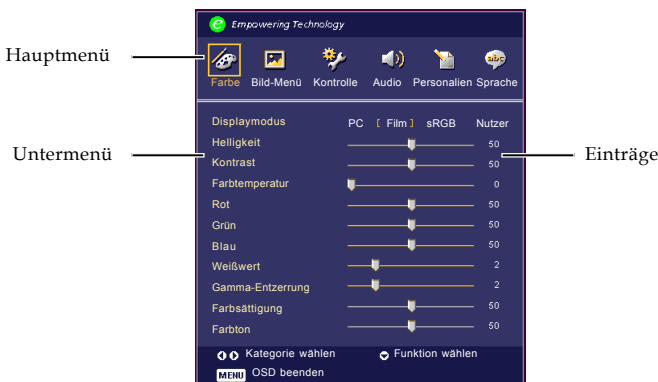 e Empowering Technology
Hauptmenü
Farbe Bild-Menü Kontrolle Audio Personalien Sprache
abc
Displaymodus PC [ Film ] sRGB Nutzer
Helligkeit 50
Untermenü
Einträge
Kontrast 50
Farbtemperatur 0
Rot 50
Grün 50
Blau 50
Weißwert 2
Gamma-Entzerrung 2
Farbsättigung 50
Farbton 50
Kategorie wählen Funktion wählen
MENU OSD beenden